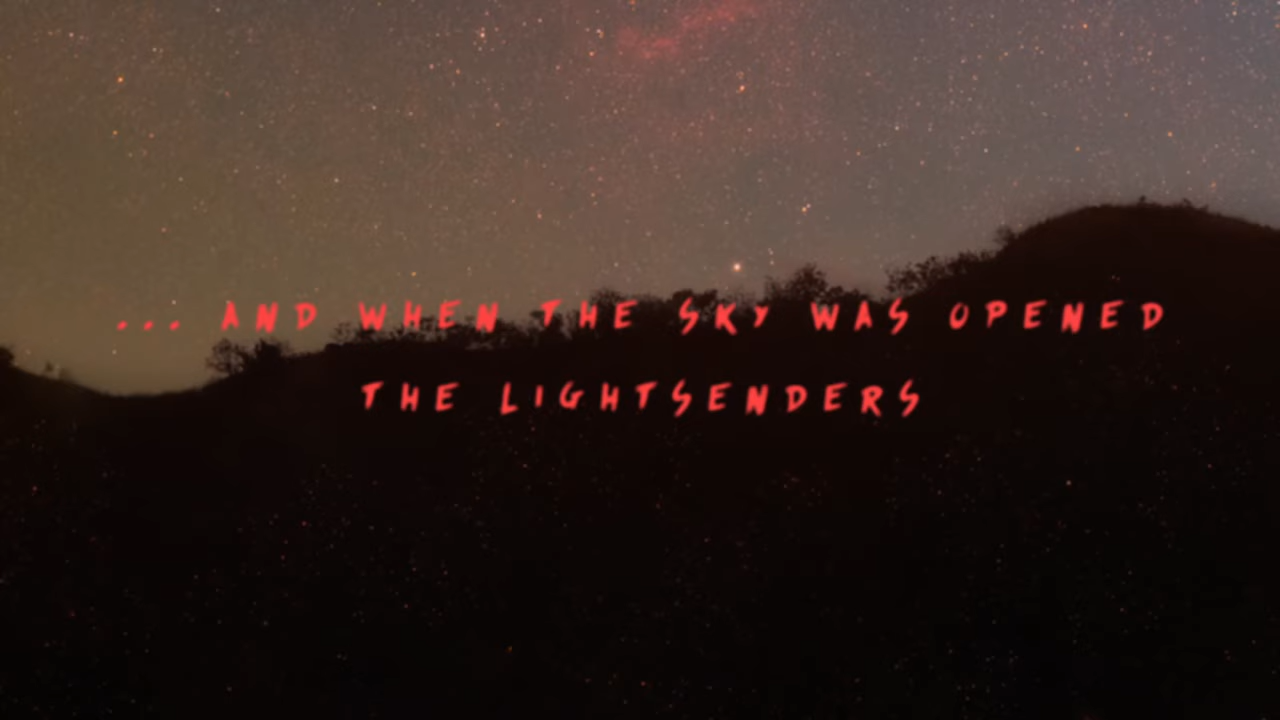 ... AND WHEN THE SKY WAS OPENED
THE LIGHTSENDERS